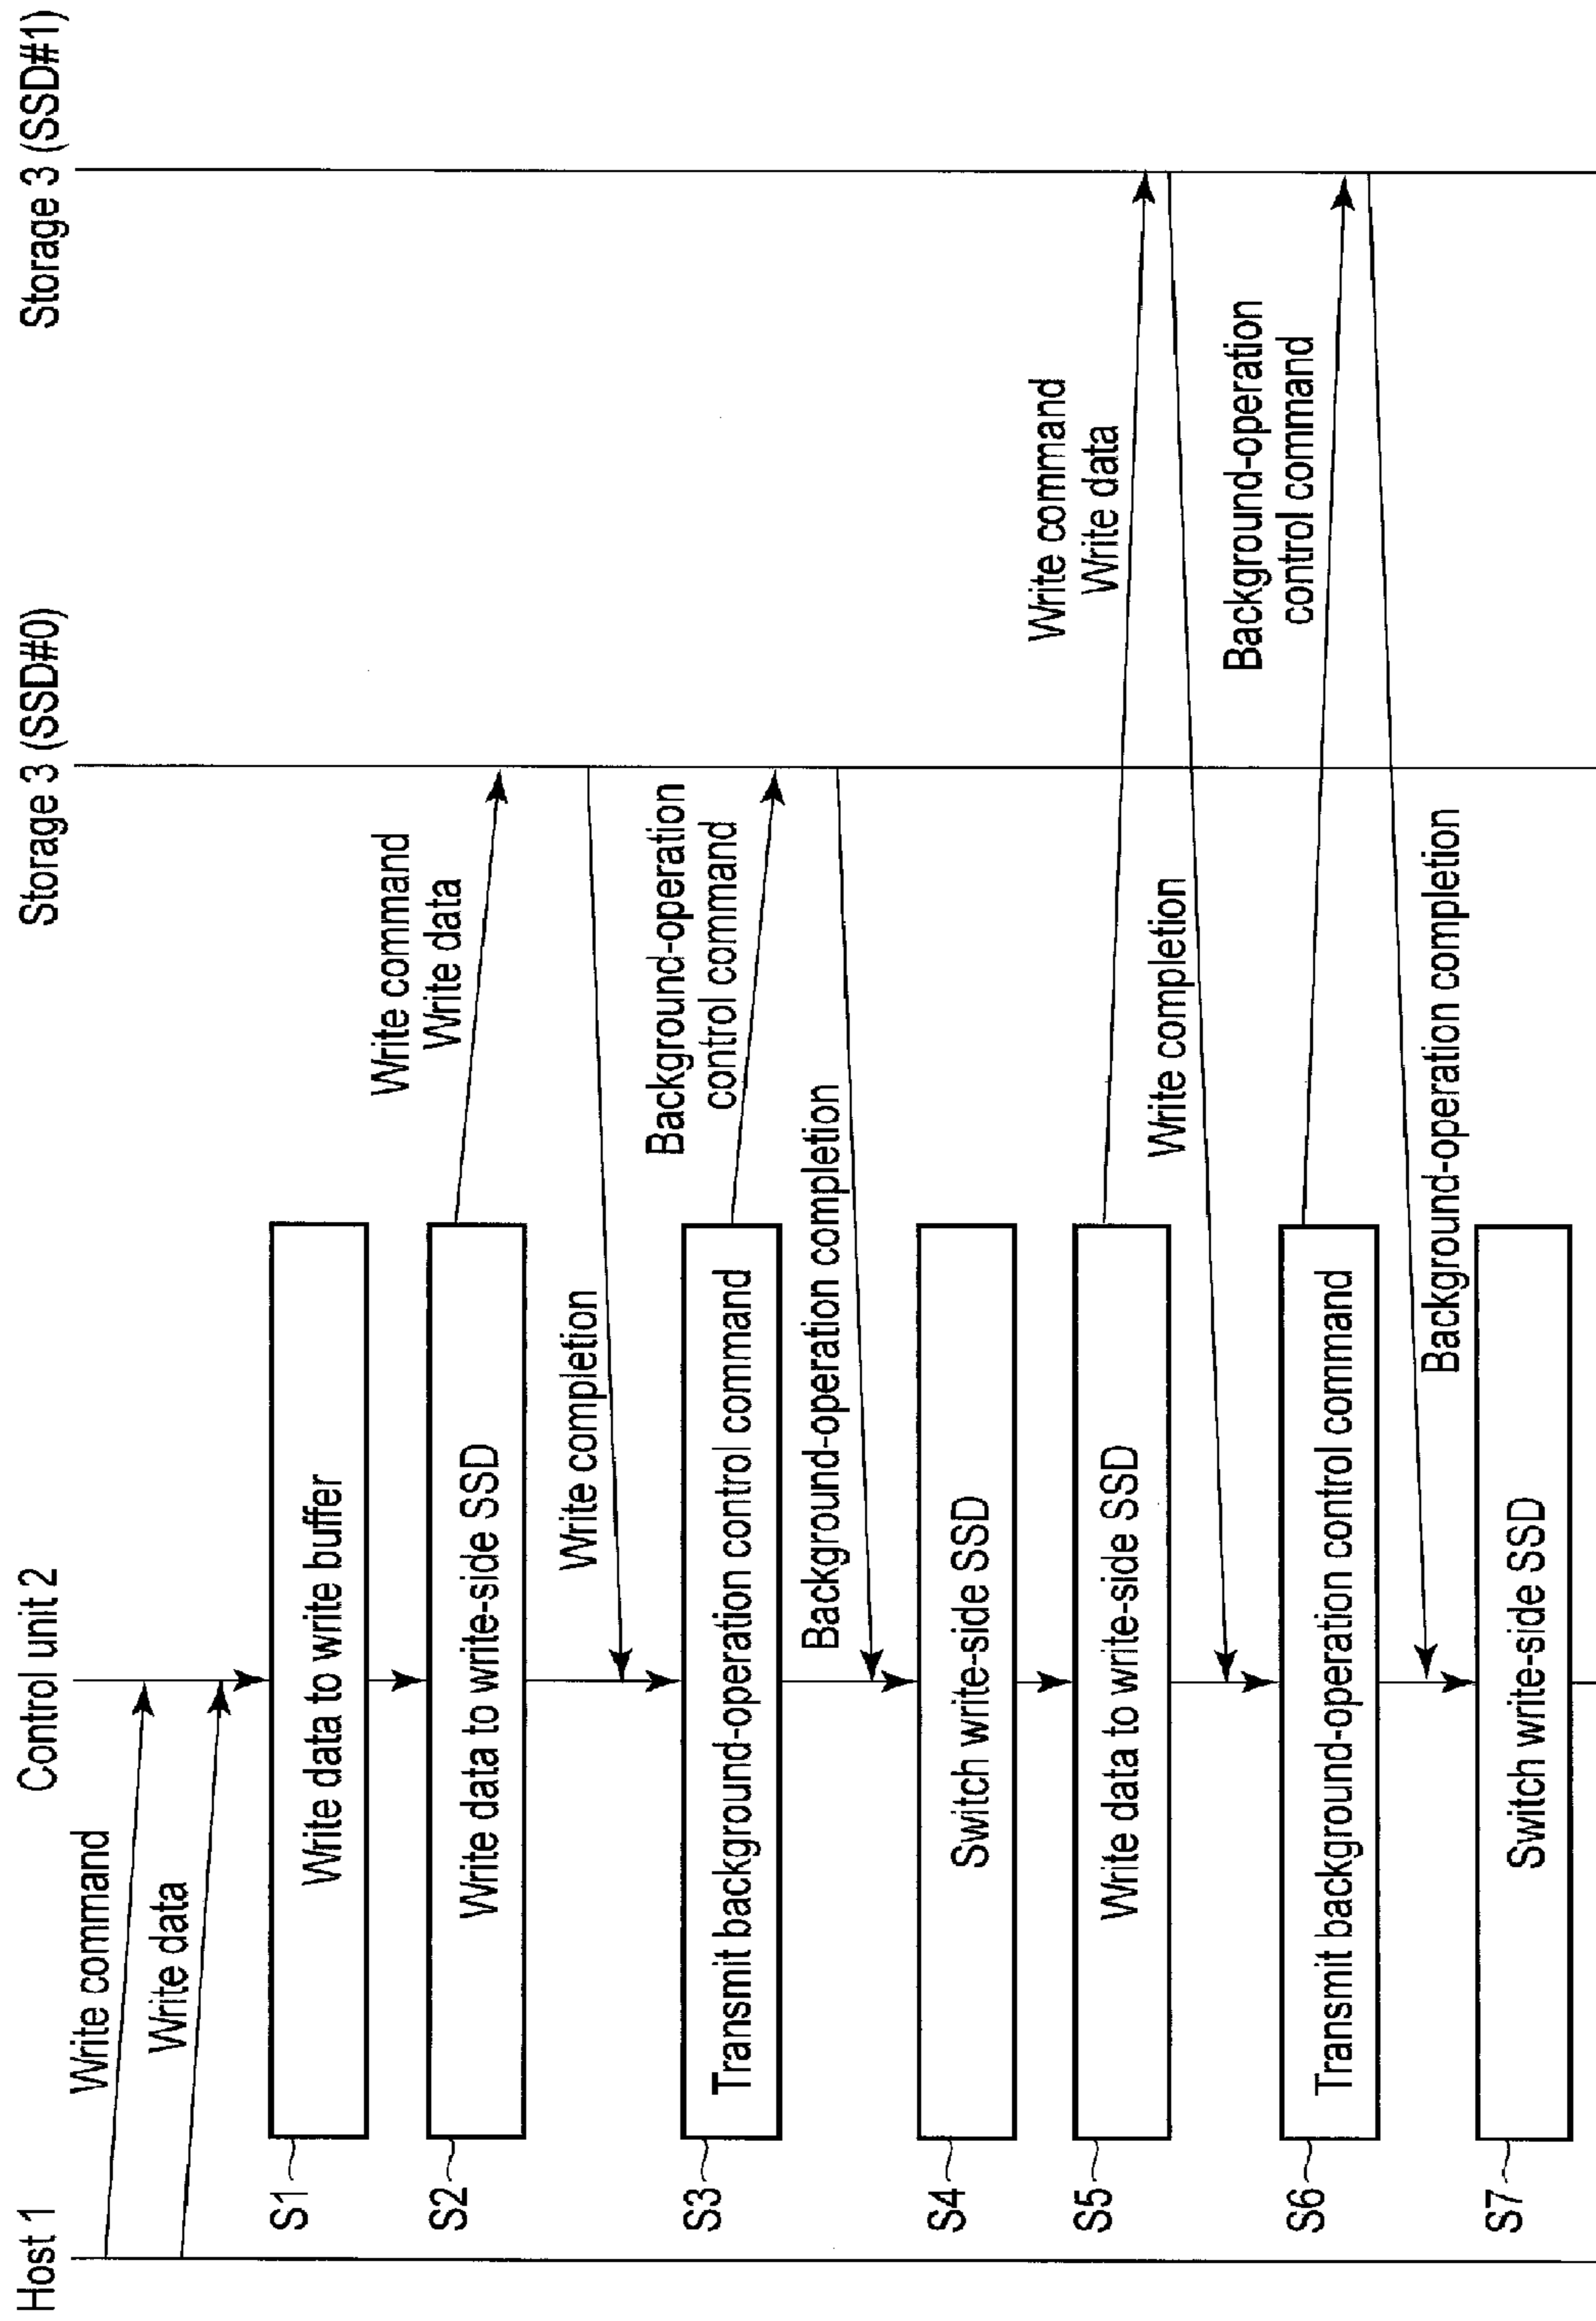 Host 1
Control unit 2
Storage 3 (SSD#0)
Storage 3 (SSD#1)
Write command
Write data
S1
Write data to write buffer
S2
Write data to write-side SSD
Write command
Write data
Write completion
S3
Transmit background-operation control command
Background-operation
control command
Background-operation completion
S4
Switch write-side SSD
S5
Write data to write-side SSD
Write command
Write data
Write completion
S6
Transmit background-operation control command
Background-operation
control command
Background-operation completion
S7
Switch write-side SSD